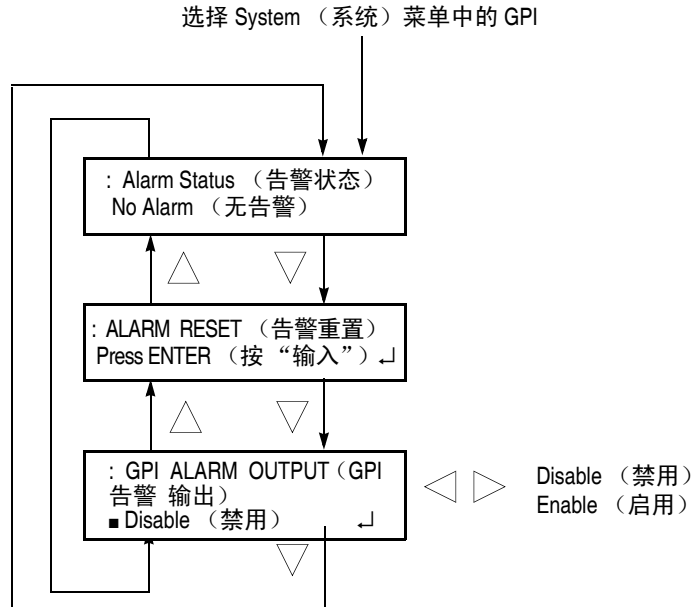 选择 System （系统）菜单中的 GPI
: Alarm Status （告警状态）
No Alarm （无告警）
: ALARM RESET （告警重置）
Press ENTER （按 “输入”）↵
: GPI ALARM OUTPUT（GPI
告警 输出）
■ Disable （禁用） ↵
Disable （禁用）
Enable （启用）